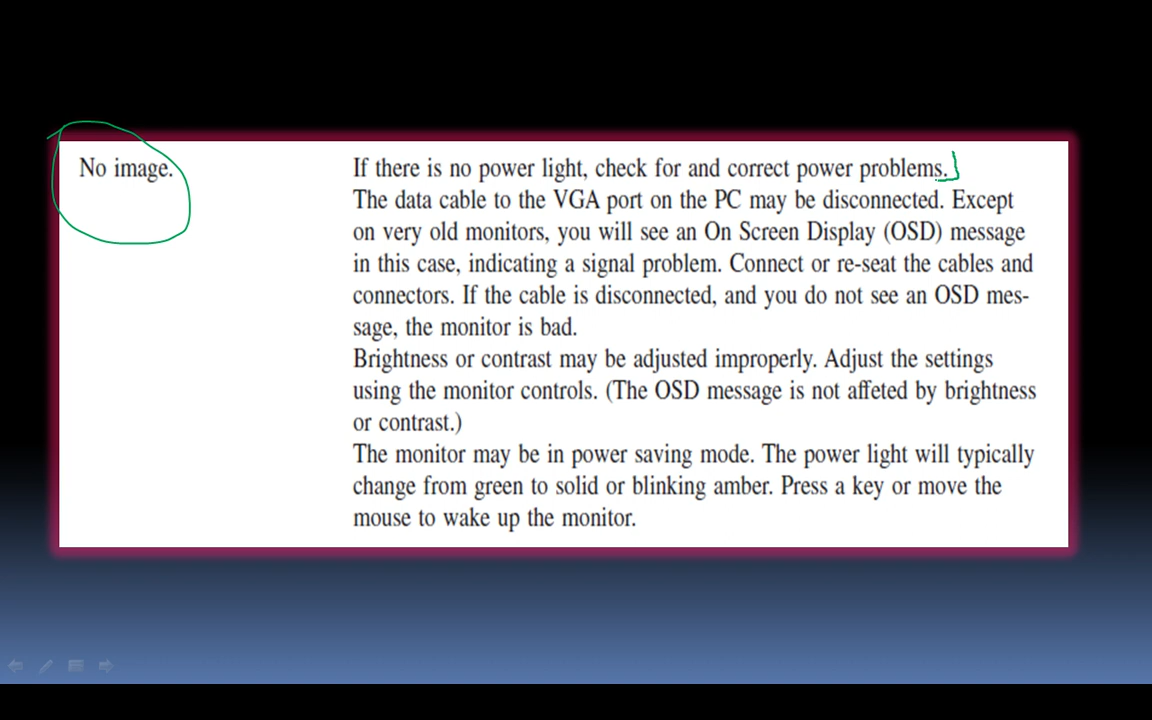 No image.
If there is no power light, check for and correct power problems.
The data cable to the VGA port on the PC may be disconnected. Except
on very old monitors, you will see an On Screen Display (OSD) message
in this case, indicating a signal problem. Connect or re-seat the cables and
connectors. If the cable is disconnected, and you do not see an OSD mes-
sage, the monitor is bad.
Brightness or contrast may be adjusted improperly. Adjust the settings
using the monitor controls. (The OSD message is not affeted by brightness
or contrast.)
The monitor may be in power saving mode. The power light will typically
change from green to solid or blinking amber. Press a key or move the
mouse to wake up the monitor.